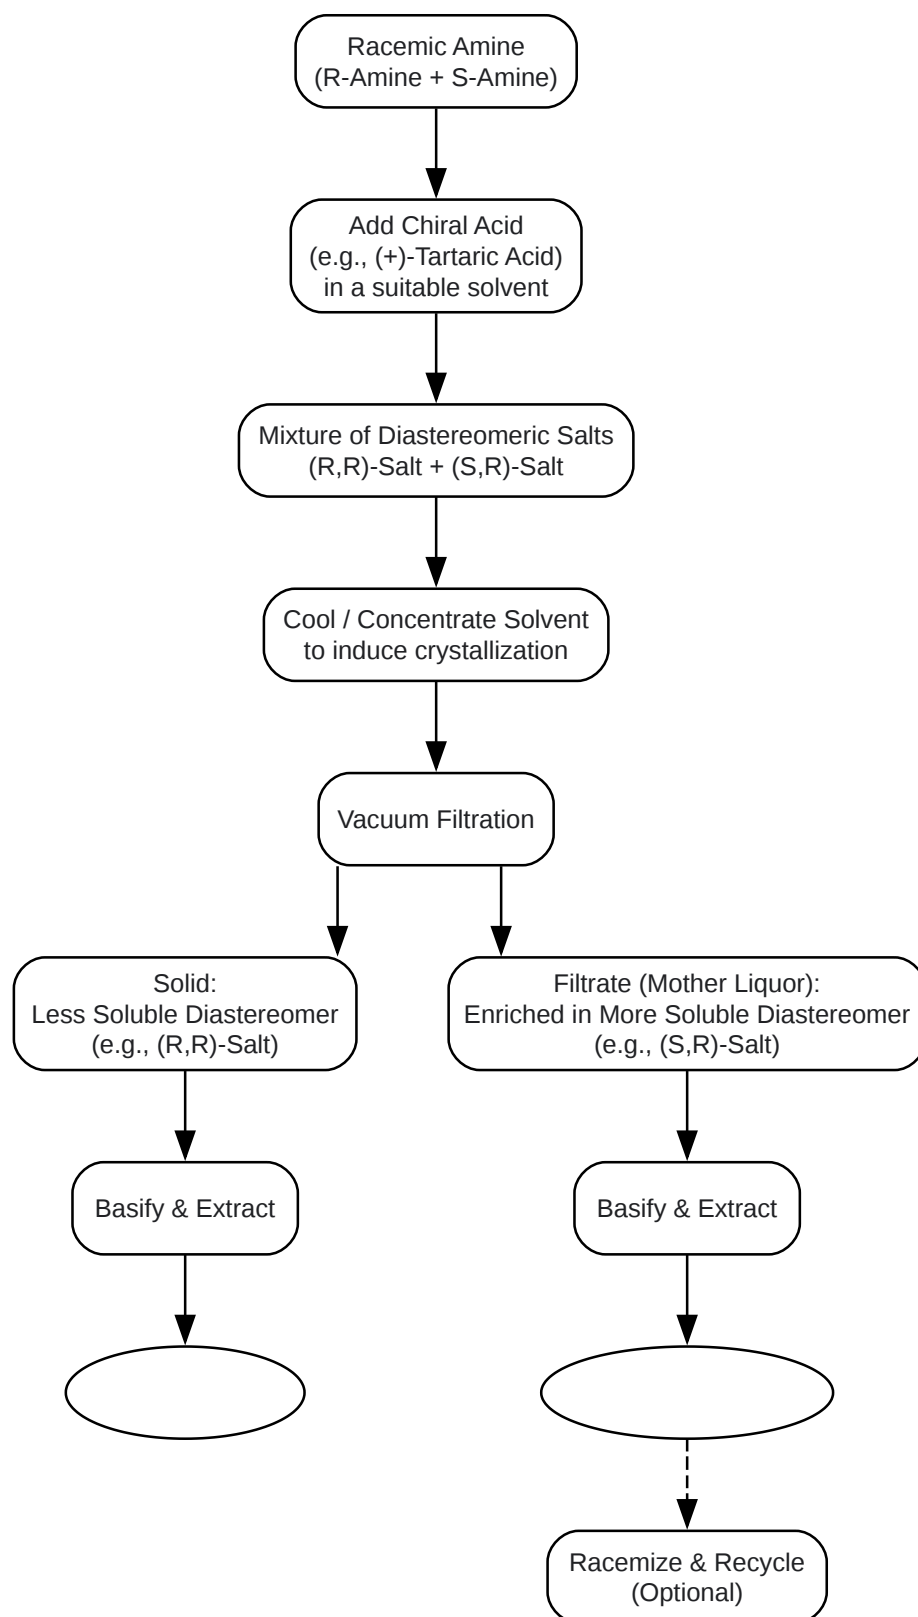 Racemic Amine
(R-Amine + S-Amine)
Add Chiral Acid
(e.g., (+)-Tartaric Acid)
in a suitable solvent
Mixture of Diastereomeric Salts
(R,R)-Salt + (S,R)-Salt
Cool / Concentrate Solvent
to induce crystallization
Vacuum Filtration
Solid:
Less Soluble Diastereomer
(e.g., (R,R)-Salt)
Filtrate (Mother Liquor):
Enriched in More Soluble Diastereomer
(e.g., (S,R)-Salt)
Basify & Extract
Basify & Extract
Racemize & Recycle
(Optional)